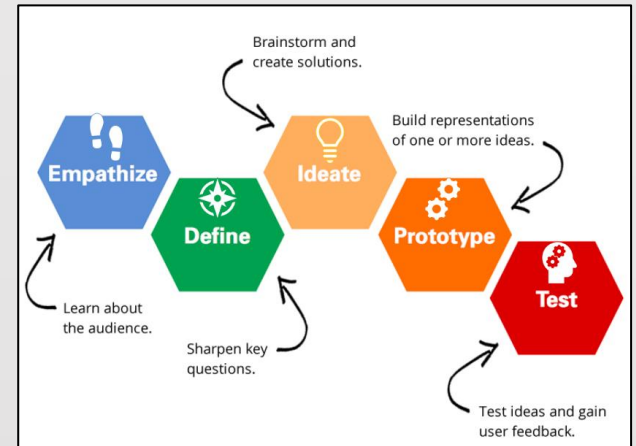 Brainstorm and
create solutions.
Build representations
of one or more ideas.
Empathize
Ideate
Define
Prototype
Test
Learn about
the audience.
Sharpen key
questions.
Test ideas and gain
user feedback.